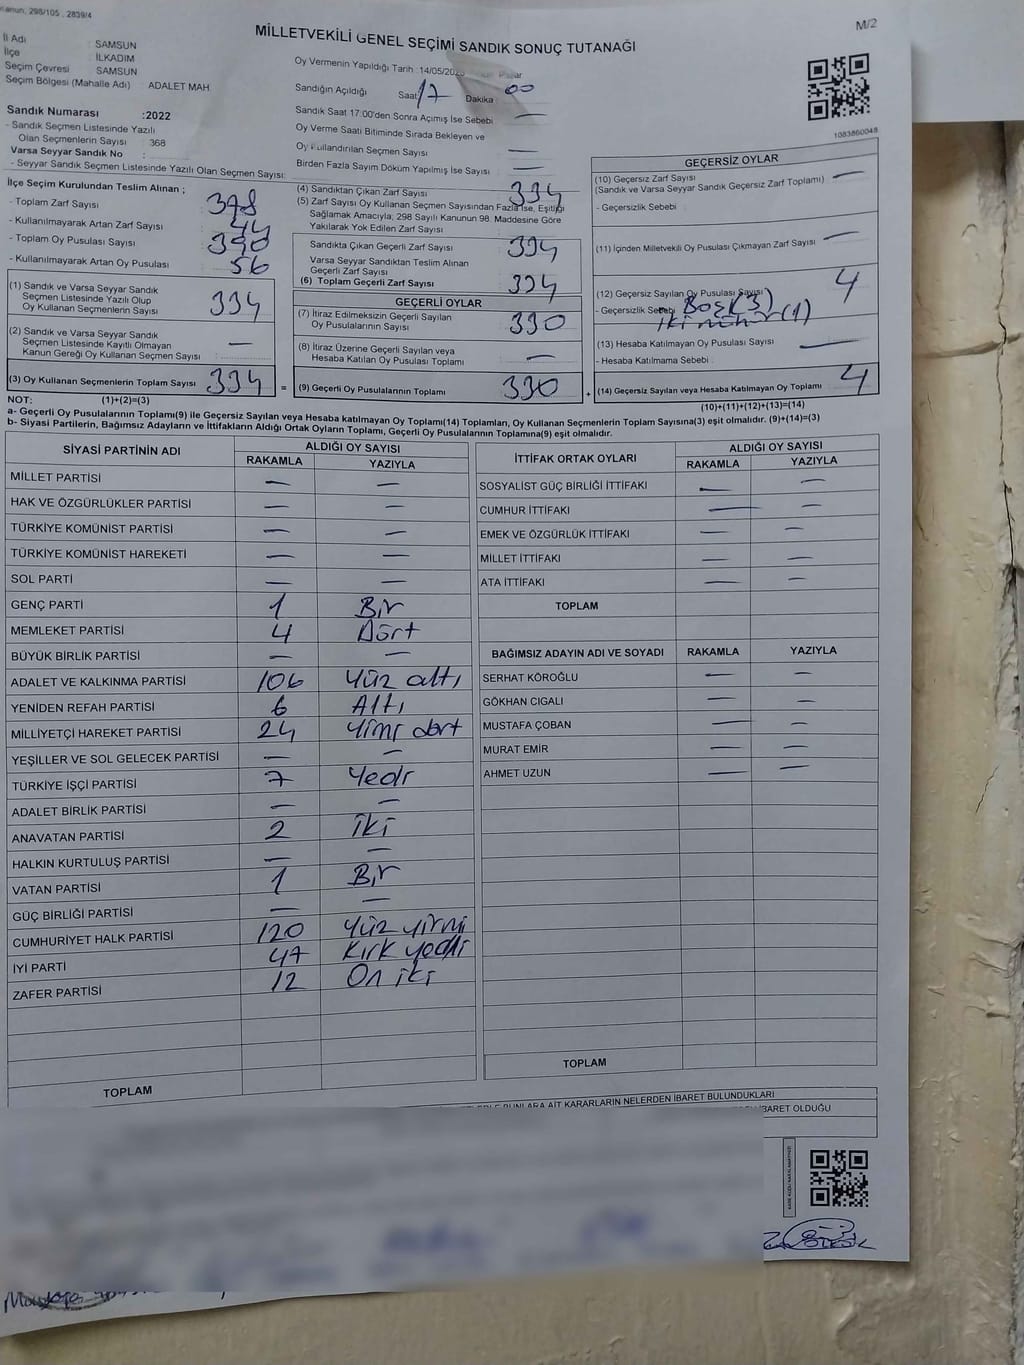 Kanun, 298/105 , 2839/4
M/2
MİLLETVEKİLİ GENEL SEÇİMİ SANDIK SONUÇ TUTANAĞI
İl Adı : SAMSUN
İlçe : İLKADIM
Seçim Çevresi : SAMSUN
Seçim Bölgesi (Mahalle Adı) ADALET MAH
Sandık Numarası :2022
- Sandık Seçmen Listesinde Yazılı
Olan Seçmenlerin Sayısı : 368
Varsa Seyyar Sandık No :
- Seyyar Sandık Seçmen Listesinde Yazılı Olan Seçmen Sayısı:
Oy Vermenin Yapıldığı Tarih :14/05/2023 Pazar
Sandığın Açıldığı Saat 17 Dakika 00
Sandık Saat 17:00'den Sonra Açımış İse Sebebi —
Oy Verme Saati Bitiminde Sırada Bekleyen ve
Oy Kullandırılan Seçmen Sayısı —
Birden Fazla Sayım Döküm Yapılmış İse Sayısı —
1083860048
İlçe Seçim Kurulundan Teslim Alınan ;
- Toplam Zarf Sayısı : 378
- Kullanılmayarak Artan Zarf Sayısı : 44
- Toplam Oy Pusulası Sayısı : 390
- Kullanılmayarak Artan Oy Pusulası : 56
(1) Sandık ve Varsa Seyyar Sandık
Seçmen Listesinde Yazılı Olup
Oy Kullanan Seçmenlerin Sayısı : 334
(2) Sandık ve Varsa Seyyar Sandık
Seçmen Listesinde Kayıtlı Olmayan
Kanun Gereği Oy Kullanan Seçmen Sayısı : —
(3) Oy Kullanan Seçmenlerin Toplam Sayısı 334 =
(4) Sandıktan Çıkan Zarf Sayısı : 334
(5) Zarf Sayısı Oy Kullanan Seçmen Sayısından Fazla İse, Eşitliği
Sağlamak Amacıyla; 298 Sayılı Kanunun 98. Maddesine Göre
Yakılarak Yok Edilen Zarf Sayısı :
Sandıkta Çıkan Geçerli Zarf Sayısı : 334
Varsa Seyyar Sandıktan Teslim Alınan
Geçerli Zarf Sayısı :
(6) Toplam Geçerli Zarf Sayısı : 334
GEÇERLİ OYLAR
(7) İtiraz Edilmeksizin Geçerli Sayılan
Oy Pusulalarının Sayısı : 330
(8) İtiraz Üzerine Geçerli Sayılan veya
Hesaba Katılan Oy Pusulası Toplamı : —
(9) Geçerli Oy Pusulalarının Toplamı : 330 +
GEÇERSİZ OYLAR
(10) Geçersiz Zarf Sayısı —
(Sandık ve Varsa Seyyar Sandık Geçersiz Zarf Toplamı)
- Geçersizlik Sebebi :
(11) İçinden Milletvekili Oy Pusulası Çıkmayan Zarf Sayısı —
(12) Geçersiz Sayılan Oy Pusulası Sayısı : 4
- Geçersizlik Sebebi : Boş (3)
iki mühür (1)
(13) Hesaba Katılmayan Oy Pusulası Sayısı : —
- Hesaba Katılmama Sebebi :
(14) Geçersiz Sayılan veya Hesaba Katılmayan Oy Toplamı : 4
NOT: (1)+(2)=(3)
(10)+(11)+(12)+(13)=(14)
a- Geçerli Oy Pusulalarının Toplamı(9) ile Geçersiz Sayılan veya Hesaba katılmayan Oy Toplamı(14) Toplamları, Oy Kullanan Seçmenlerin Toplam Sayısına(3) eşit olmalıdır. (9)+(14)=(3)
b- Siyasi Partilerin, Bağımsız Adayların ve İttifakların Aldığı Ortak Oyların Toplamı, Geçerli Oy Pusulalarının Toplamına(9) eşit olmalıdır.
SİYASİ PARTİNİN ADI ALDIĞI OY SAYISI
RAKAMLA YAZIYLA
MİLLET PARTİSİ — —
HAK VE ÖZGÜRLÜKLER PARTİSİ — —
TÜRKİYE KOMÜNİST PARTİSİ — —
TÜRKİYE KOMÜNİST HAREKETİ — —
SOL PARTİ — —
GENÇ PARTİ 1 Bir
MEMLEKET PARTİSİ 4 Dört
BÜYÜK BİRLİK PARTİSİ — —
ADALET VE KALKINMA PARTİSİ 106 Yüz altı
YENİDEN REFAH PARTİSİ 6 Altı
MİLLİYETÇİ HAREKET PARTİSİ 24 Yirmi dört
YEŞİLLER VE SOL GELECEK PARTİSİ — —
TÜRKİYE İŞÇİ PARTİSİ 7 Yedi
ADALET BİRLİK PARTİSİ — —
ANAVATAN PARTİSİ 2 İki
HALKIN KURTULUŞ PARTİSİ — —
VATAN PARTİSİ 1 Bir
GÜÇ BİRLİĞİ PARTİSİ — —
CUMHURİYET HALK PARTİSİ 120 Yüz yirmi
İYİ PARTİ 47 Kırk yedi
ZAFER PARTİSİ 12 On iki
TOPLAM
İTTİFAK ORTAK OYLARI ALDIĞI OY SAYISI
RAKAMLA YAZIYLA
SOSYALİST GÜÇ BİRLİĞİ İTTİFAKI — —
CUMHUR İTTİFAKI — —
EMEK VE ÖZGÜRLÜK İTTİFAKI — —
MİLLET İTTİFAKI — —
ATA İTTİFAKI — —
TOPLAM
BAĞIMSIZ ADAYIN ADI VE SOYADI RAKAMLA YAZIYLA
SERHAT KÖROĞLU — —
GÖKHAN CIGALI — —
MUSTAFA ÇOBAN — —
MURAT EMİR — —
AHMET UZUN — —
TOPLAM
BUNLARA AİT KARARLARIN NELERDEN İBARET BULUNDUKLARI
İBARET OLDUĞU